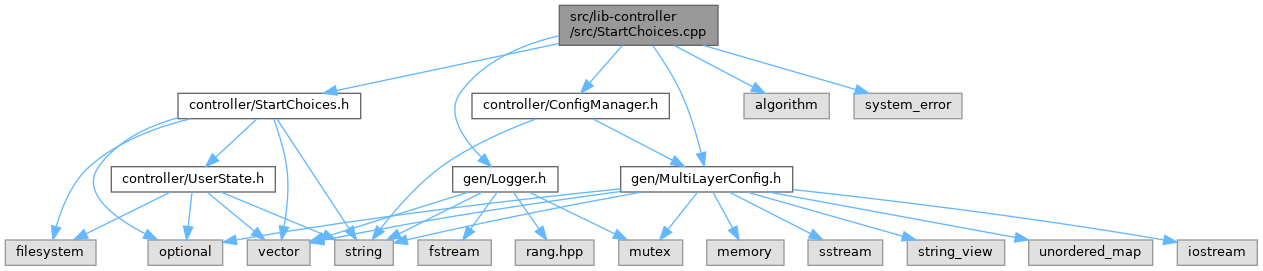 src/lib-controller
/src/StartChoices.cpp
controller/StartChoices.h
controller/ConfigManager.h
algorithm
system_error
controller/UserState.h
gen/Logger.h
gen/MultiLayerConfig.h
filesystem
optional
vector
string
fstream
rang.hpp
mutex
memory
sstream
string_view
unordered_map
iostream